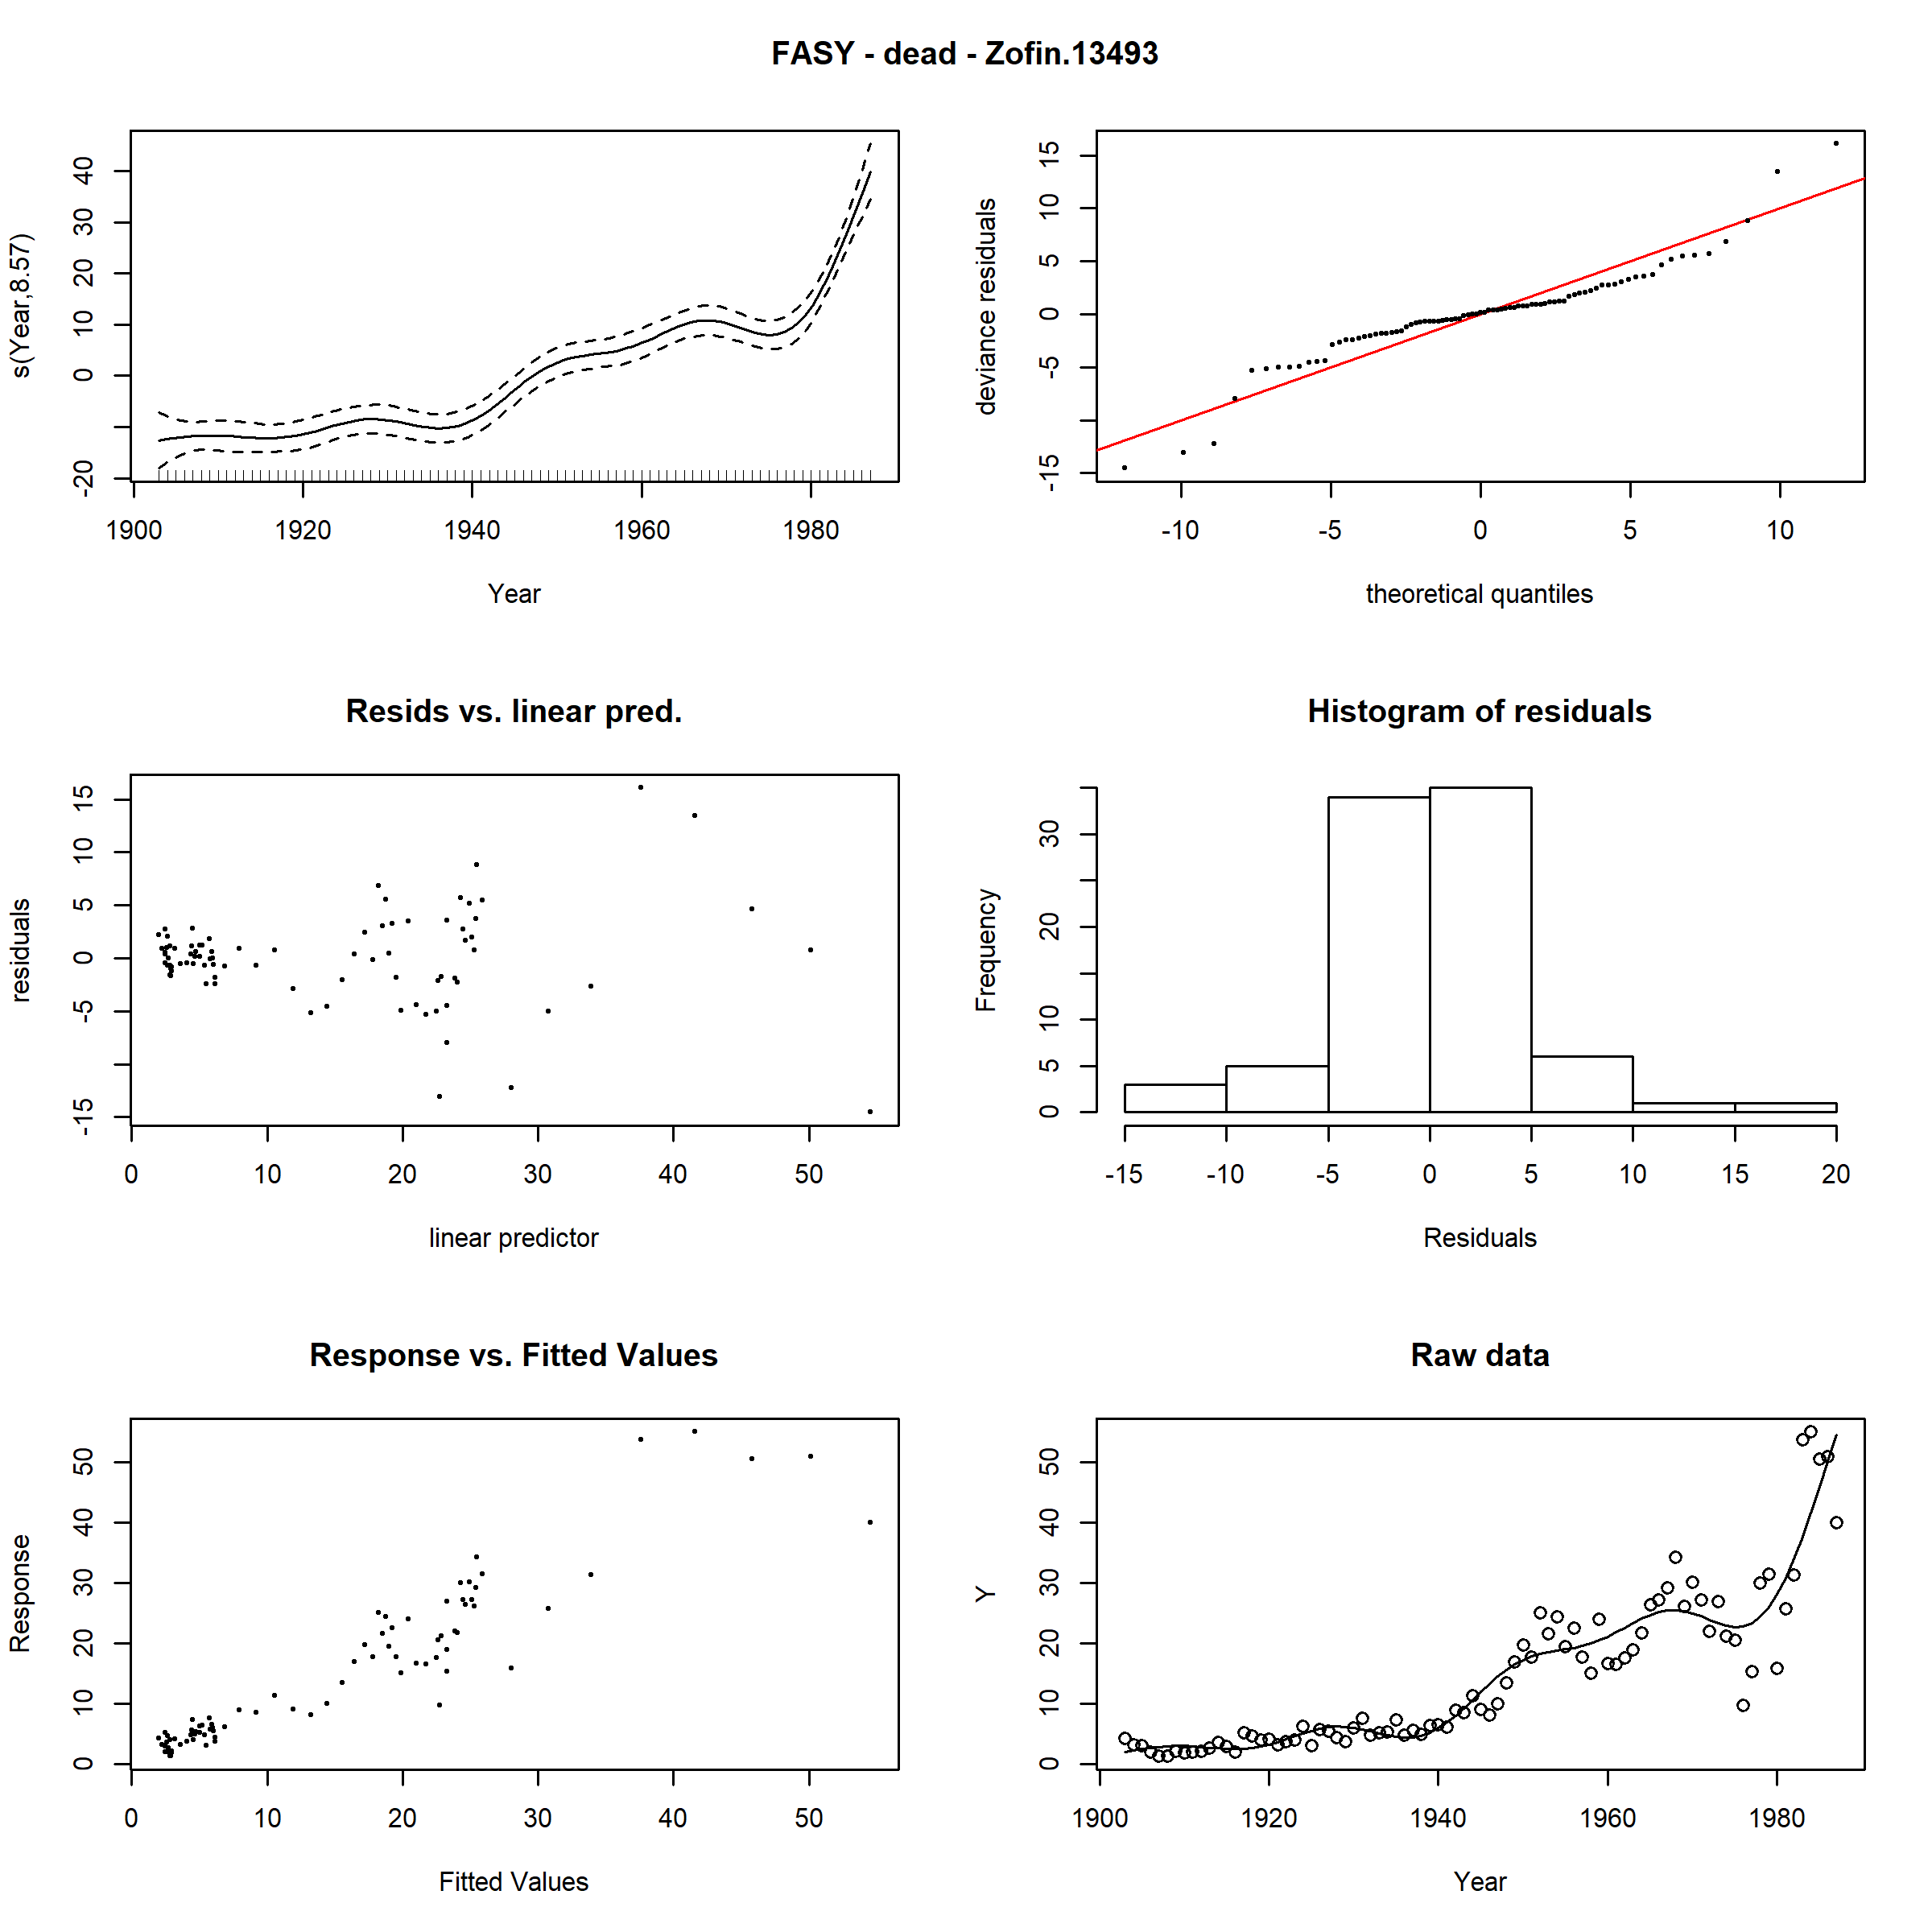 FASY - dead - Zofin.13493
s(Year,8.57)
-20 0 10 20 30 40
1900 1920 1940 1960 1980
Year
deviance residuals
-15 -5 0 5 10 15
-10 -5 0 5 10
theoretical quantiles
Resids vs. linear pred.
residuals
-15 -5 0 5 10 15
0 10 20 30 40 50
linear predictor
Histogram of residuals
Frequency
0 5 10 20 30
-15 -10 -5 0 5 10 15 20
Residuals
Response vs. Fitted Values
Response
0 10 20 30 40 50
0 10 20 30 40 50
Fitted Values
Raw data
Y
0 10 20 30 40 50
1900 1920 1940 1960 1980
Year